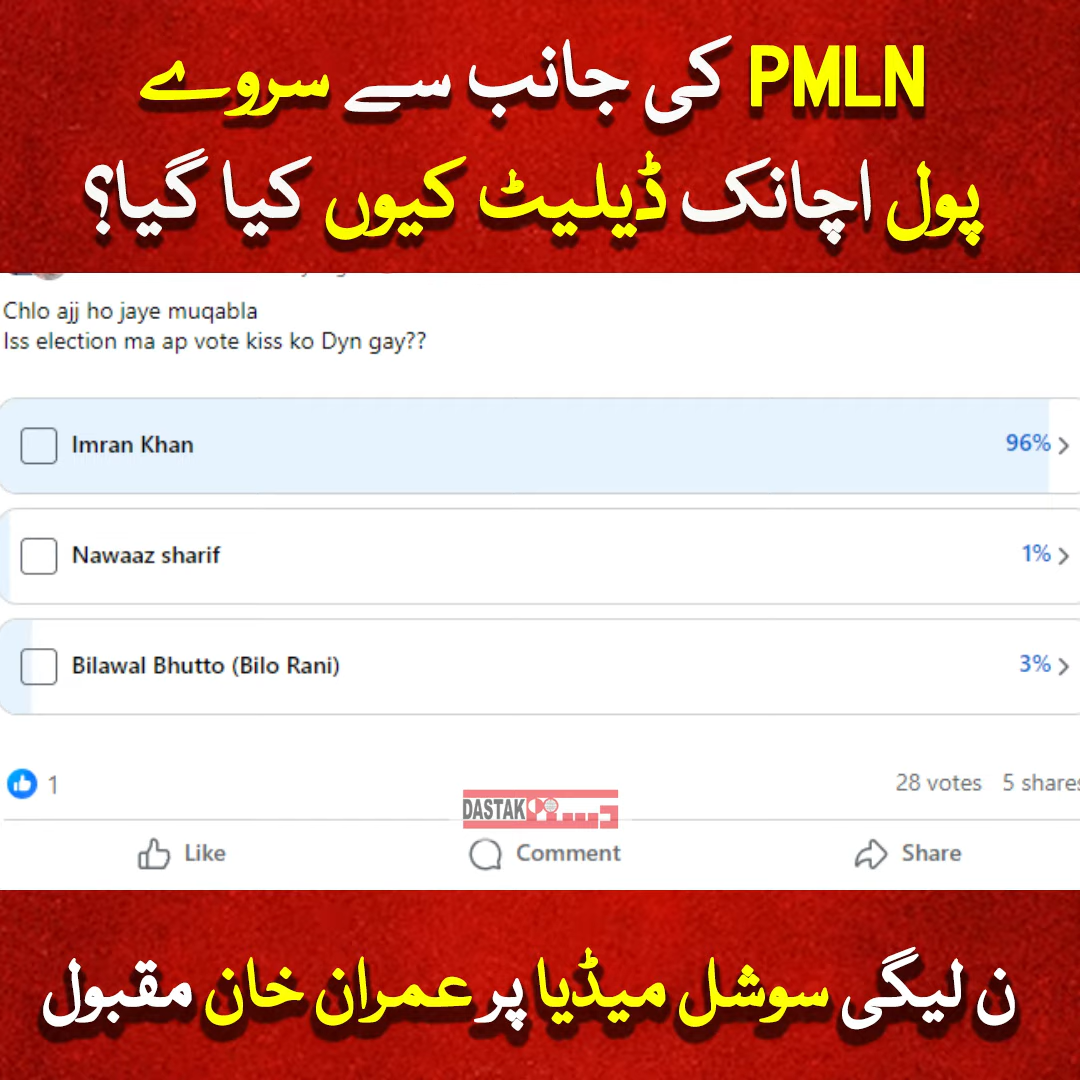 PMLN کی جانب سے سروے
پول اچانک ڈیلیٹ کیوں کیا گیا؟
Chlo ajj ho jaye muqabla
Iss election ma ap vote kiss ko Dyn gay??
Imran Khan 96%
Nawaaz sharif 1%
Bilawal Bhutto (Bilo Rani) 3%
1 28 votes 5 shares
DASTAK دستک
Like Comment Share
ن لیگی سوشل میڈیا پر عمران خان مقبول